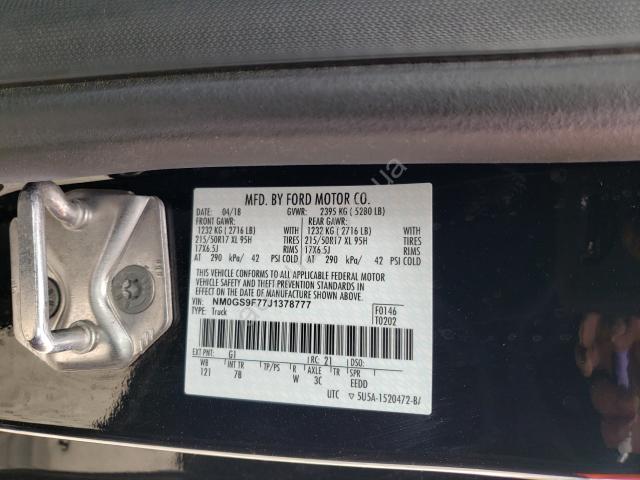 MFD. BY FORD MOTOR CO.
DATE: 04/18 GVWR: 2395 KG ( 5280 LB)
FRONT GAWR: REAR GAWR:
1232 KG ( 2716 LB) 1232 KG ( 2716 LB)
215/50R17 XL 95H TIRES 215/50R17 XL 95H TIRES
17X6.5J RIMS 17X6.5J RIMS
AT 290 kPa/ 42 PSI COLD AT 290 kPa/ 42 PSI COLD
THIS VEHICLE CONFORMS TO ALL APPLICABLE FEDERAL MOTOR
VEHICLE SAFETY AND THEFT PREVENTION STANDARDS IN
EFFECT ON THE DATE OF MANUFACTURE SHOWN ABOVE.
VIN: NM0GS9F77J1378777 F0146
TYPE: Truck T0202
EXT PNT: G1 RC: 21 DSO:
WB INT TR TP/PS R AXLE TR SPR
121 7B W 3C EEDD
UTC ▽ 5U5A-1520472-B/